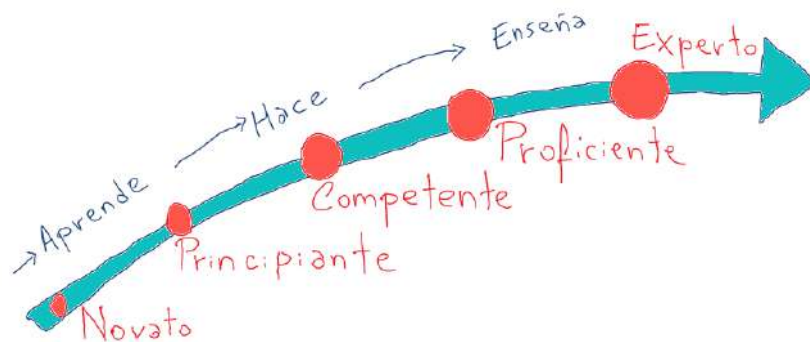 Aprende
Hace
Enseña
Novato
Principiante
Competente
Proficiente
Experto